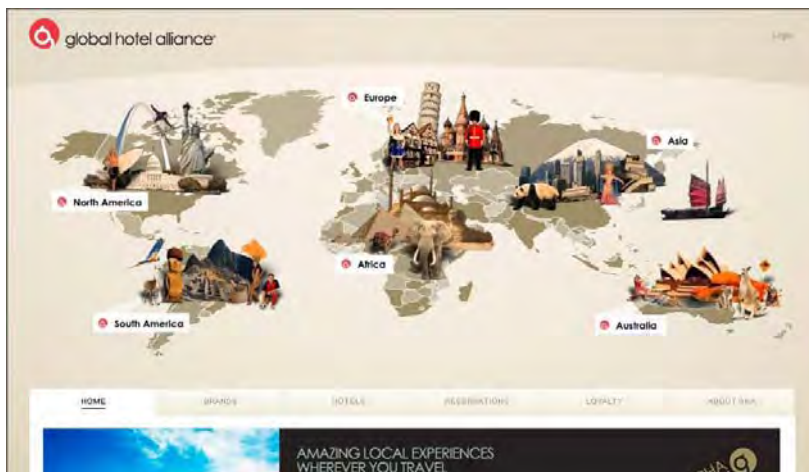 global hotel alliance
Login
Europe
Asia
North America
Africa
South America
Australia
HOME
BRANDS
HOTELS
RESERVATIONS
LOYALTY
ABOUT GHA
AMAZING LOCAL EXPERIENCES
WHEREVER YOU TRAVEL